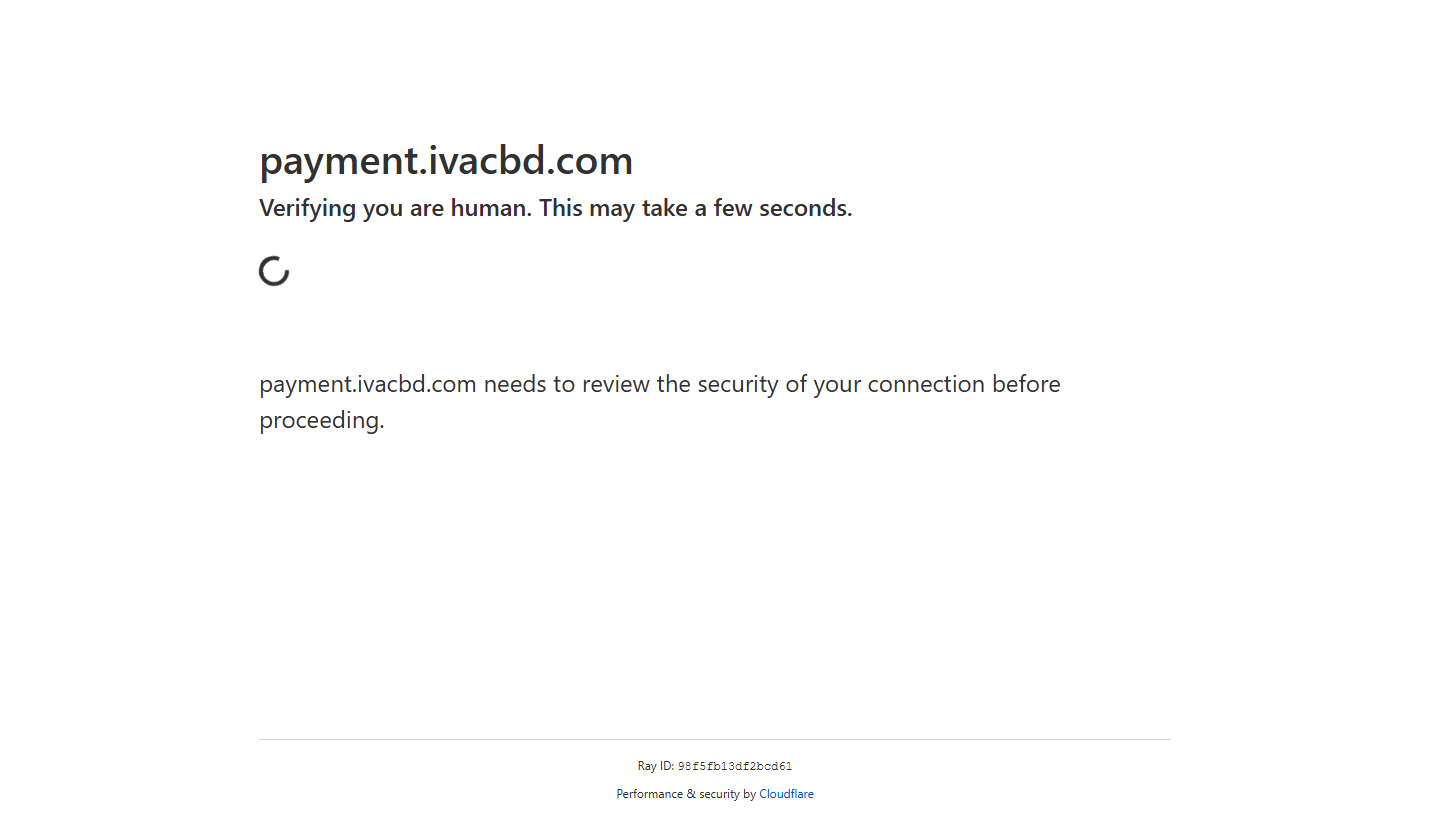 payment.ivacbd.com
Verifying you are human. This may take a few seconds.
payment.ivacbd.com needs to review the security of your connection before
proceeding.
Ray ID: 98f5fb13df2bcd61
Performance & security by Cloudflare